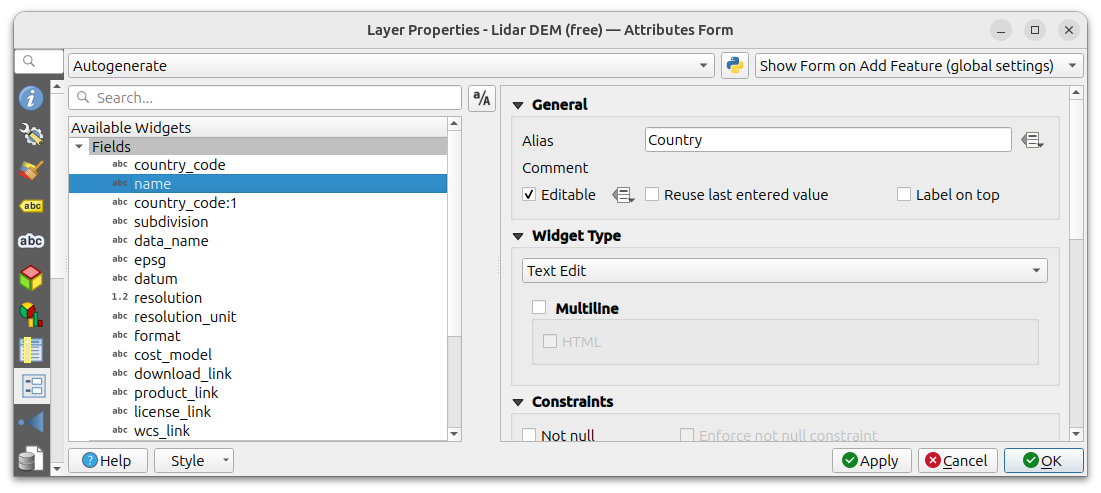 Layer Properties - Lidar DEM (free) — Attributes Form
Autogenerate
Show Form on Add Feature (global settings)
Search...
a/A
Available Widgets
Fields
abc country_code
abc name
abc country_code:1
abc subdivision
abc data_name
abc epsg
abc datum
1.2 resolution
abc resolution_unit
abc format
abc cost_model
abc download_link
abc product_link
abc license_link
abc wcs_link
General
Alias
Country
Comment
Editable
Reuse last entered value
Label on top
Widget Type
Text Edit
Multiline
HTML
Constraints
Not null
Enforce not null constraint
abc
abc
Help
Style
Apply
Cancel
OK